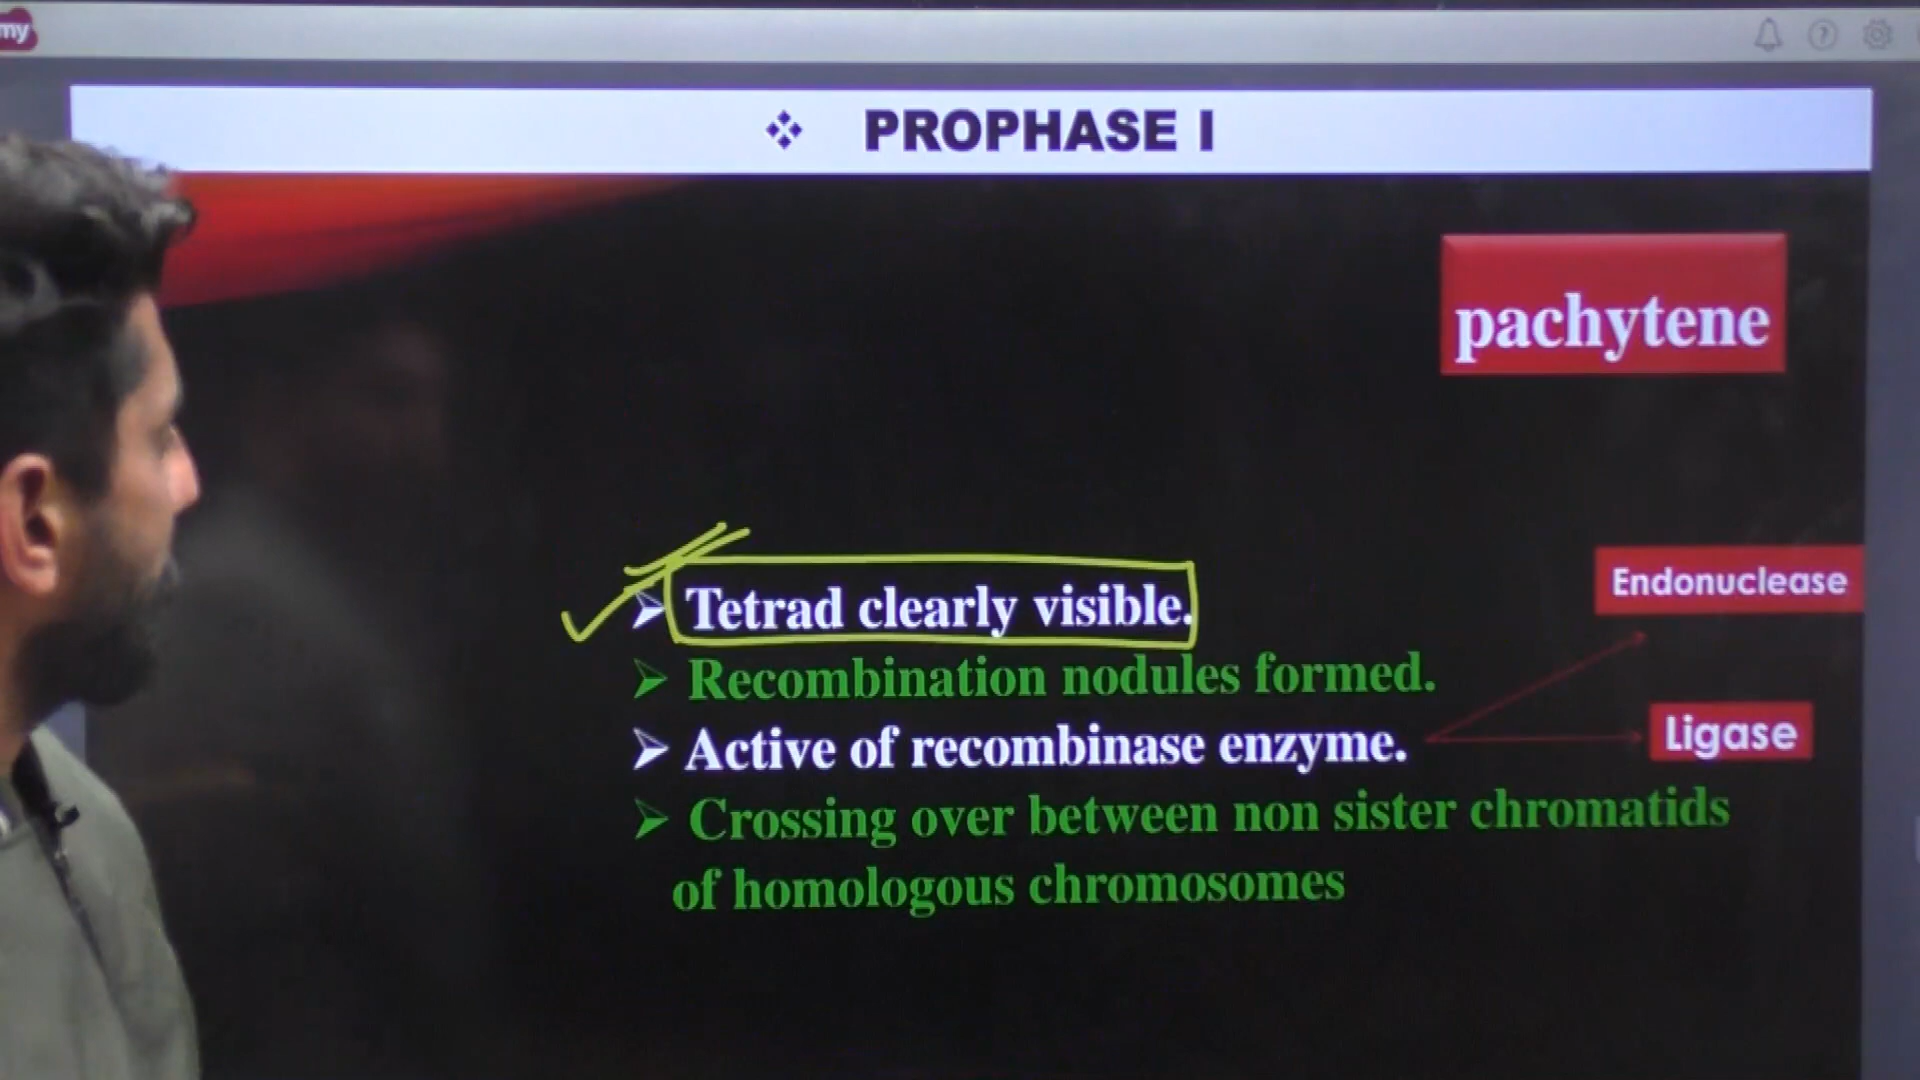 my
❖ PROPHASE I
pachytene
Endonuclease
➢ Tetrad clearly visible.
➢ Recombination nodules formed.
➢ Active of recombinase enzyme.
Ligase
➢ Crossing over between non sister chromatids
of homologous chromosomes